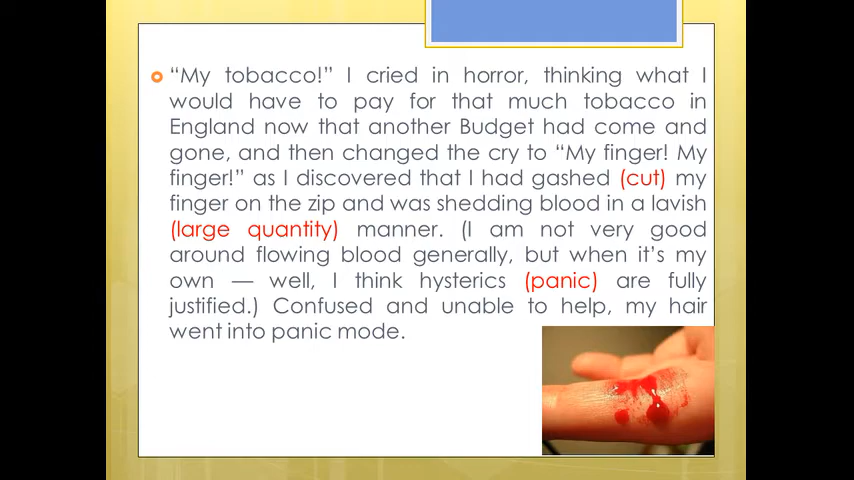 “My tobacco!” I cried in horror, thinking what I
would have to pay for that much tobacco in
England now that another Budget had come and
gone, and then changed the cry to “My finger! My
finger!” as I discovered that I had gashed (cut) my
finger on the zip and was shedding blood in a lavish
(large quantity) manner. (I am not very good
around flowing blood generally, but when it’s my
own — well, I think hysterics (panic) are fully
justified.) Confused and unable to help, my hair
went into panic mode.